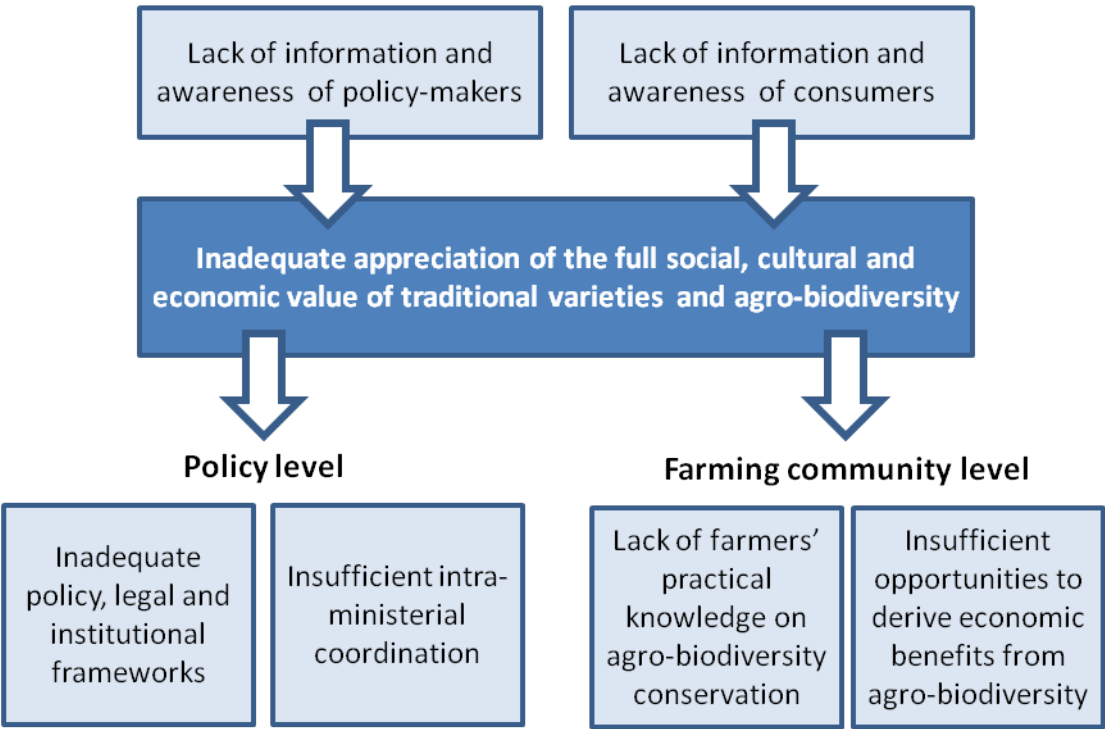 Lack of information and
awareness of policy-makers
Lack of information and
awareness of consumers
Inadequate appreciation of the full social, cultural and
economic value of traditional varieties and agro-biodiversity
Policy level
Farming community level
Inadequate
policy, legal and
institutional
frameworks
Insufficient intra-
ministerial
coordination
Lack of farmers’
practical
knowledge on
agro-biodiversity
conservation
Insufficient
opportunities to
derive economic
benefits from
agro-biodiversity